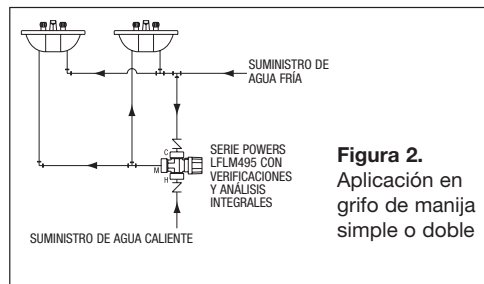 SUMINISTRO DE
AGUA FRÍA
C
M
H
SERIE POWERS
LFLM495 CON
VERIFICACIONES
Y ANÁLISIS
INTEGRALES
SUMINISTRO DE AGUA CALIENTE
Figura 2.
Aplicación en
grifo de manija
simple o doble